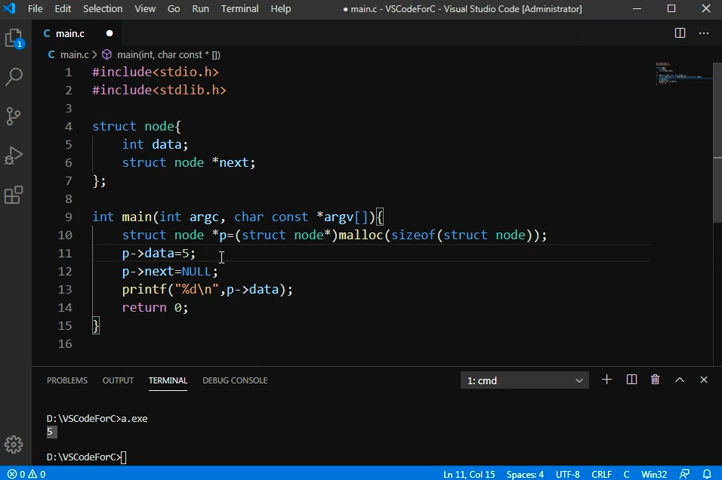 File Edit Selection View Go Run Terminal Help ● main.c - VSCodeForC - Visual Studio Code [Administrator]
C main.c ●
C main.c > main(int, char const * [])
1 #include<stdio.h>
2 #include<stdlib.h>
3
4 struct node{
5 int data;
6 struct node *next;
7 };
8
9 int main(int argc, char const *argv[]){
10 struct node *p=(struct node*)malloc(sizeof(struct node));
11 p->data=5;
12 p->next=NULL;
13 printf("%d\n",p->data);
14 return 0;
15 }
16
1
PROBLEMS OUTPUT TERMINAL DEBUG CONSOLE 1: cmd
D:\VSCodeForC>a.exe
5
D:\VSCodeForC>
0 0 Ln 11, Col 15 Spaces: 4 UTF-8 CRLF C Win32